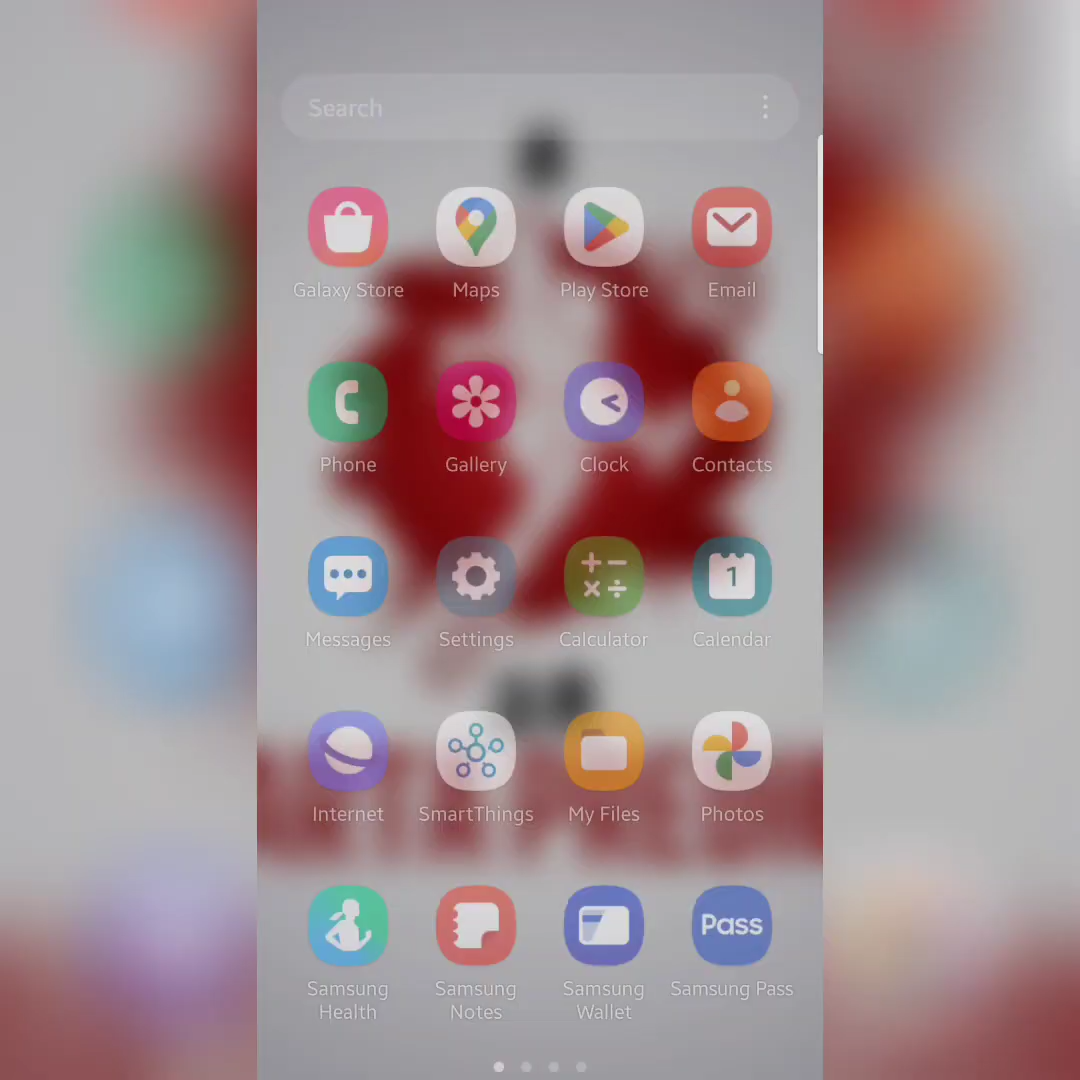 Search
Galaxy Store
Maps
Play Store
Email
Phone
Gallery
Clock
Contacts
Messages
Settings
Calculator
1
Calendar
Internet
SmartThings
My Files
Photos
Pass
Samsung Health
Samsung Notes
Samsung Wallet
Samsung Pass